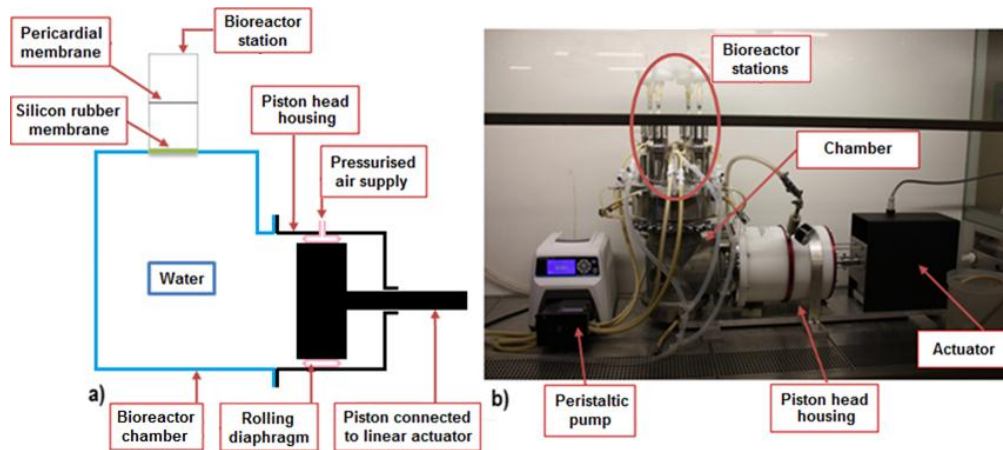 Pericardial
membrane
Bioreactor
station
Silicon rubber
membrane
Piston head
housing
Pressurised
air supply
Water
a)
Bioreactor
chamber
Rolling
diaphragm
Piston connected
to linear actuator
Bioreactor
stations
Chamber
Actuator
b)
Peristaltic
pump
Piston head
housing